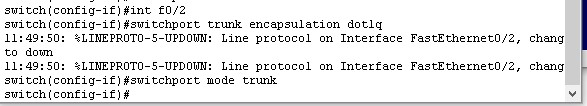 switch(config-if)#int f0/2
switch(config-if)#switchport trunk encapsulation dot1q
11:49:50: %LINEPROTO-5-UPDOWN: Line protocol on Interface FastEthernet0/2, chang
to down
11:49:50: %LINEPROTO-5-UPDOWN: Line protocol on Interface FastEthernet0/2, chang
switch(config-if)#switchport mode trunk
switch(config-if)#